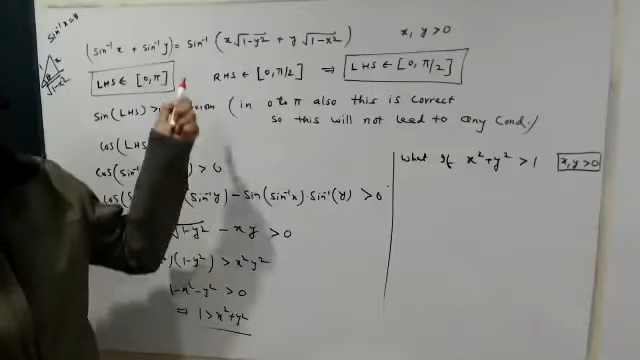 sin⁻¹x = θ
1 x
θ
√1-x²
(sin⁻¹x + sin⁻¹y) = sin⁻¹ (x√1-y² + y√1-x²) x, y > 0
LHS ∈ [0, π] RHS ∈ [0, π/2] ⇒ LHS ∈ [0, π/2]
sin(LHS) > (in 0 to π also this is correct
so this will not lead to any Cond.)
cos(LHS
cos(sin⁻¹ ) > 0
sin⁻¹y) - sin(sin⁻¹x) sin⁻¹(y) > 0
√1-y² - xy > 0
)(1-y²) > x²y²
1-x²-y² > 0
⇒ 1 > x²+y²
What if x²+y² > 1 x, y > 0